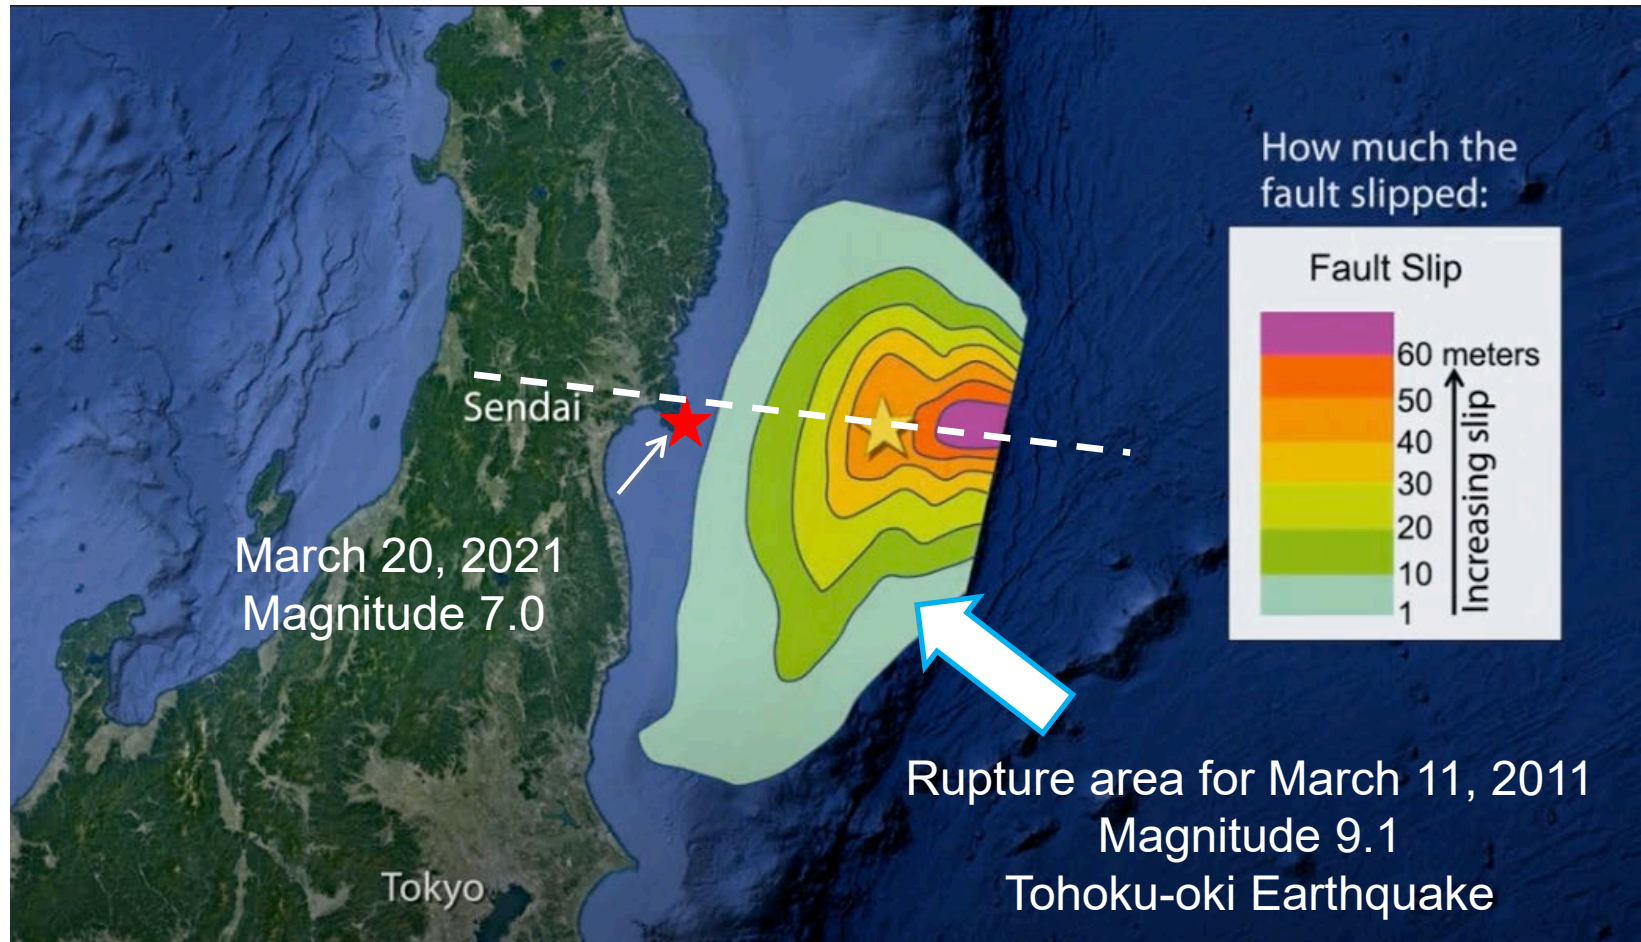 How much the
fault slipped:
Fault Slip
60 meters
50
40
30
20
10
1
Increasing slip
Sendai
March 20, 2021
Magnitude 7.0
Rupture area for March 11, 2011
Magnitude 9.1
Tohoku-oki Earthquake
Tokyo